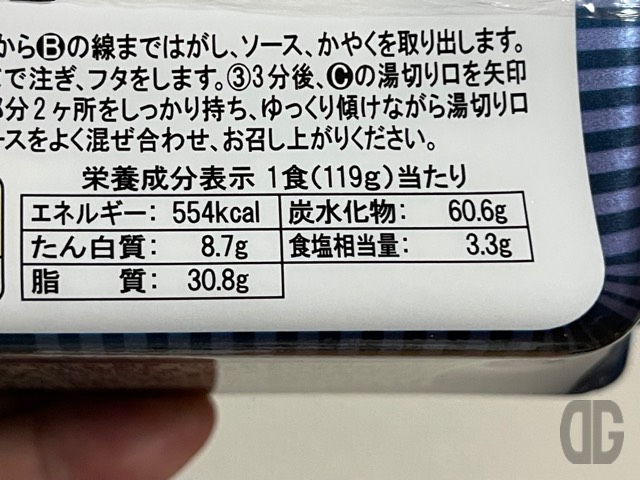 からⒷの線まではがし、ソース、かやくを取り出します。
で注ぎ、フタをします。③3分後、Ⓒの湯切り口を矢印
分2ヶ所をしっかり持ち、ゆっくり傾けながら湯切り口
ースをよく混ぜ合わせ、お召し上がりください。
栄養成分表示 1食(119g)当たり
エネルギー: 554kcal 炭水化物: 60.6g
たん白質: 8.7g 食塩相当量: 3.3g
脂 質: 30.8g
DG